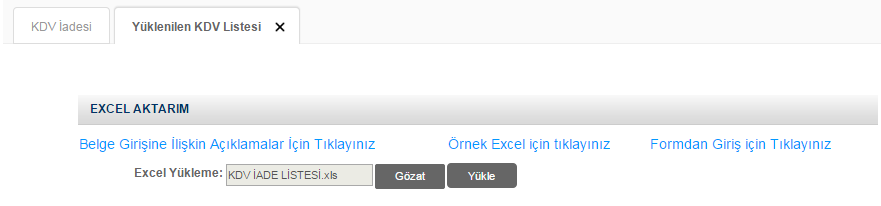 KDV İadesi Yüklenilen KDV Listesi X
EXCEL AKTARIM
Belge Girişine İlişkin Açıklamalar İçin Tıklayınız Örnek Excel için tıklayınız Formdan Giriş için Tıklayınız
Excel Yükleme: KDV İADE LİSTESİ.xls Gözat Yükle